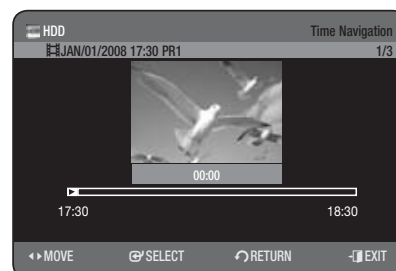 HDD Time Navigation
JAN/01/2008 17:30 PR1 1/3
00:00
17:30 18:30
MOVE SELECT RETURN EXIT